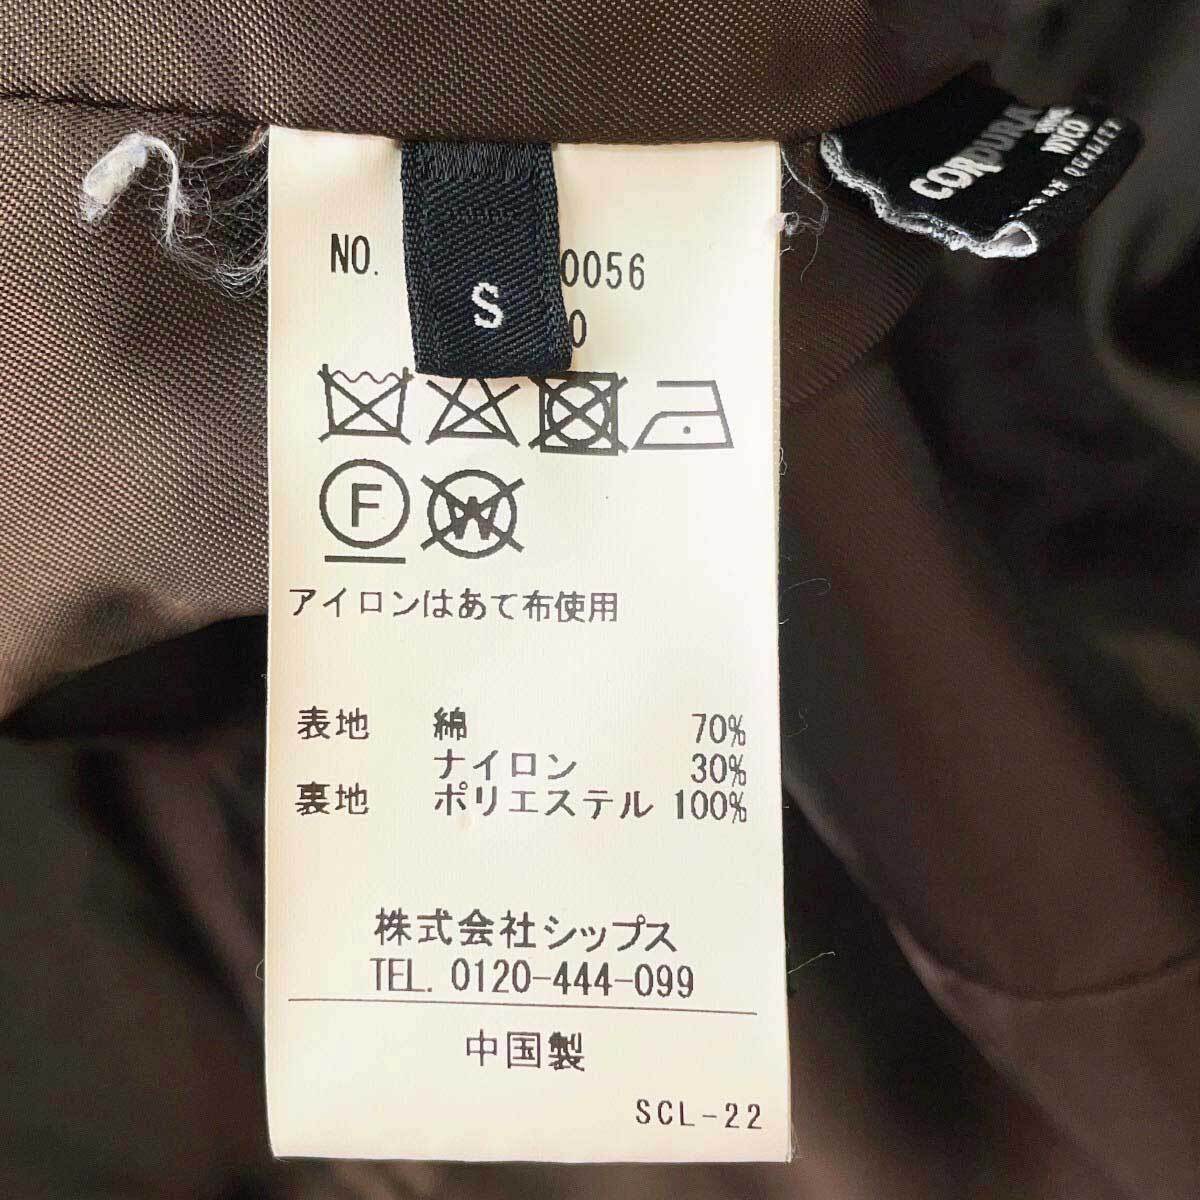 NO. 0056
S
0
F
W
アイロンはあて布使用
表地 綿 70%
ナイロン 30%
裏地 ポリエステル 100%
株式会社シップス
TEL. 0120-444-099
中国製
SCL-22
CORDURA